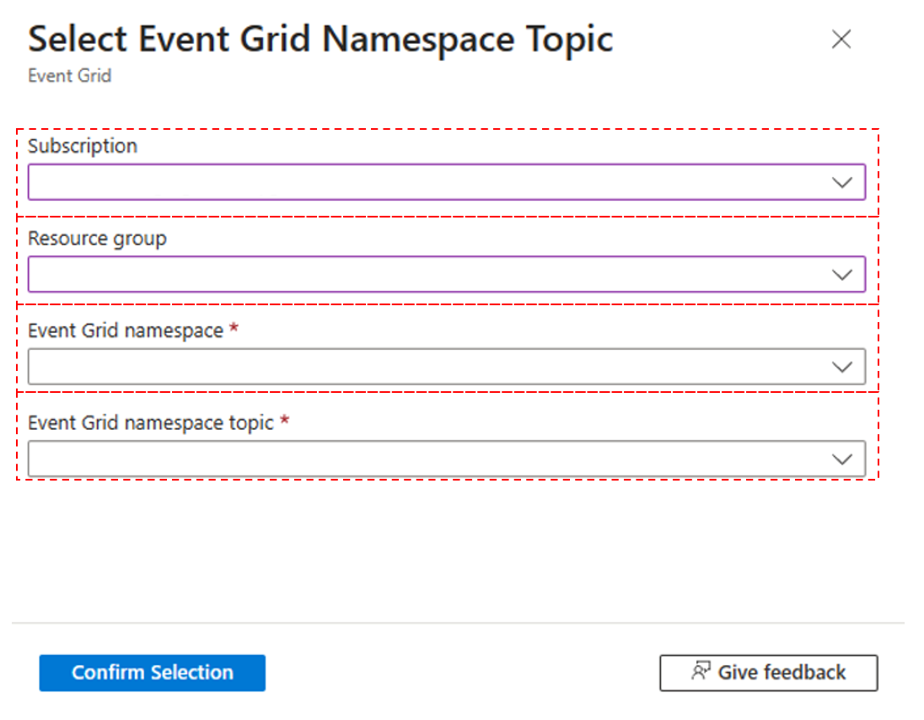 Select Event Grid Namespace Topic
Event Grid
Subscription
Resource group
Event Grid namespace *
Event Grid namespace topic *
Confirm Selection
Give feedback